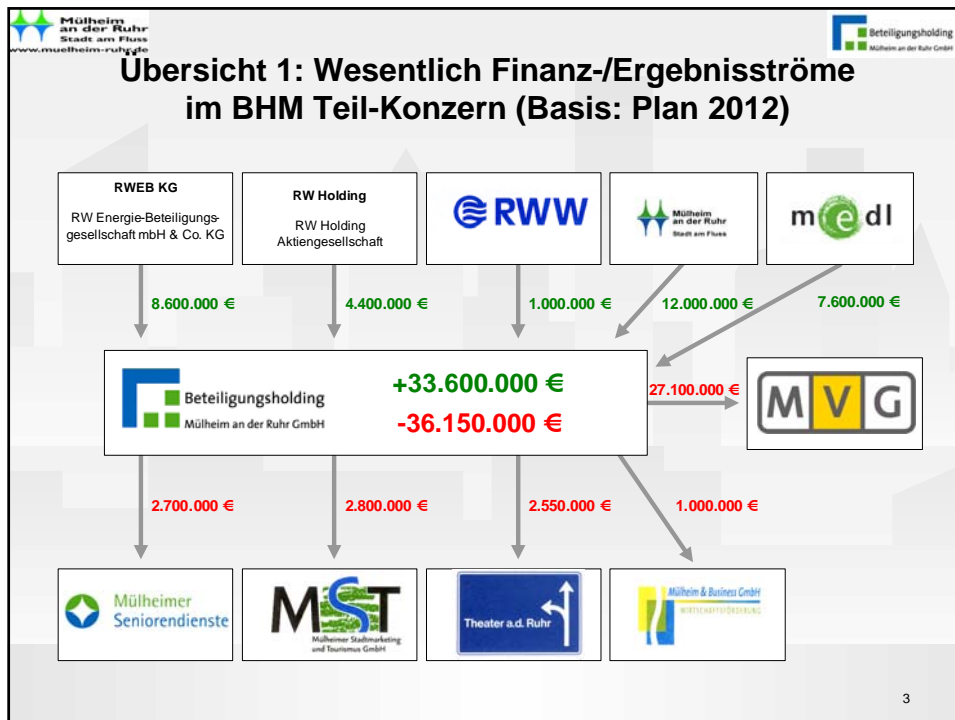 Mülheim
an der Ruhr
Stadt am Fluss
www.muelheim-ruhr.de
Beteiligungsholding
Mülheim an der Ruhr GmbH
Übersicht 1: Wesentlich Finanz-/Ergebnisströme
im BHM Teil-Konzern (Basis: Plan 2012)
RWEB KG
RW Energie-Beteiligungs-
gesellschaft mbH & Co. KG
RW Holding
RW Holding
Aktiengesellschaft
RWW
Mülheim
an der Ruhr
Stadt am Fluss
medl
8.600.000 €
4.400.000 €
1.000.000 €
12.000.000 €
7.600.000 €
Beteiligungsholding
Mülheim an der Ruhr GmbH
+33.600.000 €
-36.150.000 €
27.100.000 €
MVG
2.700.000 €
2.800.000 €
2.550.000 €
1.000.000 €
Mülheimer
Seniorendienste
MST
Mülheimer Stadtmarketing
und Tourismus GmbH
Theater a.d. Ruhr
Mülheim & Business GmbH
WIRTSCHAFTSFÖRDERUNG
3